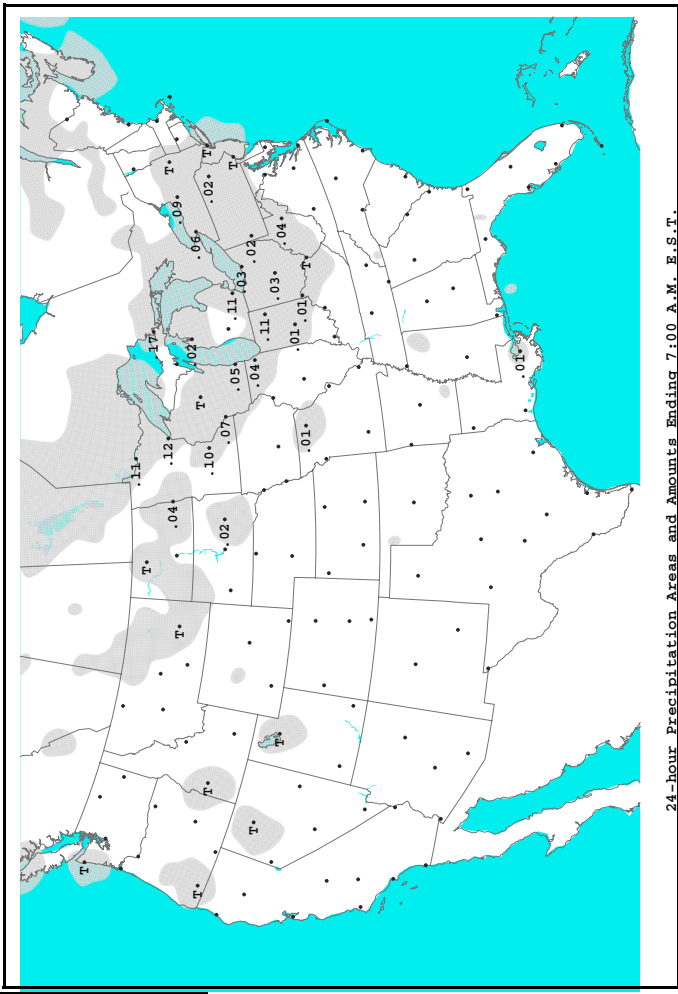 T
.11
T
.17
.12
T
.04
.09
T
.02
.06
T
T
T
T
.02
.10
.02
.07
.11
T
.05
.03
.02
T
.04
.11
.03
T
.04
.01
.01
.01
T
.01
24-hour Precipitation Areas and Amounts Ending 7:00 A.M. E.S.T.